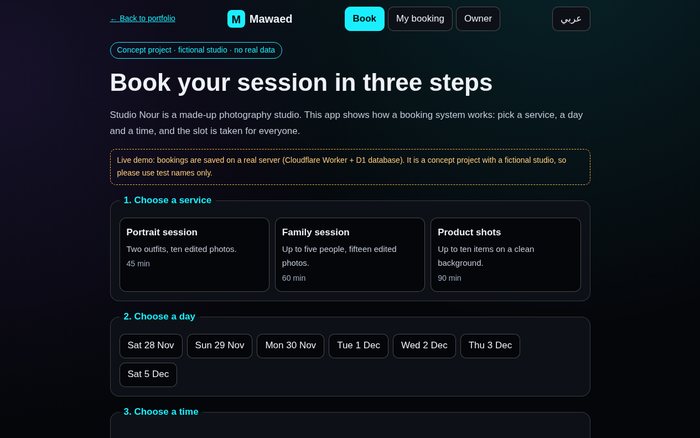 ← Back to portfolio
M Mawaed
Book
My booking
Owner
عربي
Concept project · fictional studio · no real data
Book your session in three steps
Studio Nour is a made-up photography studio. This app shows how a booking system works: pick a service, a day
and a time, and the slot is taken for everyone.
Live demo: bookings are saved on a real server (Cloudflare Worker + D1 database). It is a concept project with a fictional studio, so
please use test names only.
1. Choose a service
Portrait session
Two outfits, ten edited photos.
45 min
Family session
Up to five people, fifteen edited
photos.
60 min
Product shots
Up to ten items on a clean
background.
90 min
2. Choose a day
Sat 28 Nov
Sun 29 Nov
Mon 30 Nov
Tue 1 Dec
Wed 2 Dec
Thu 3 Dec
Sat 5 Dec
3. Choose a time